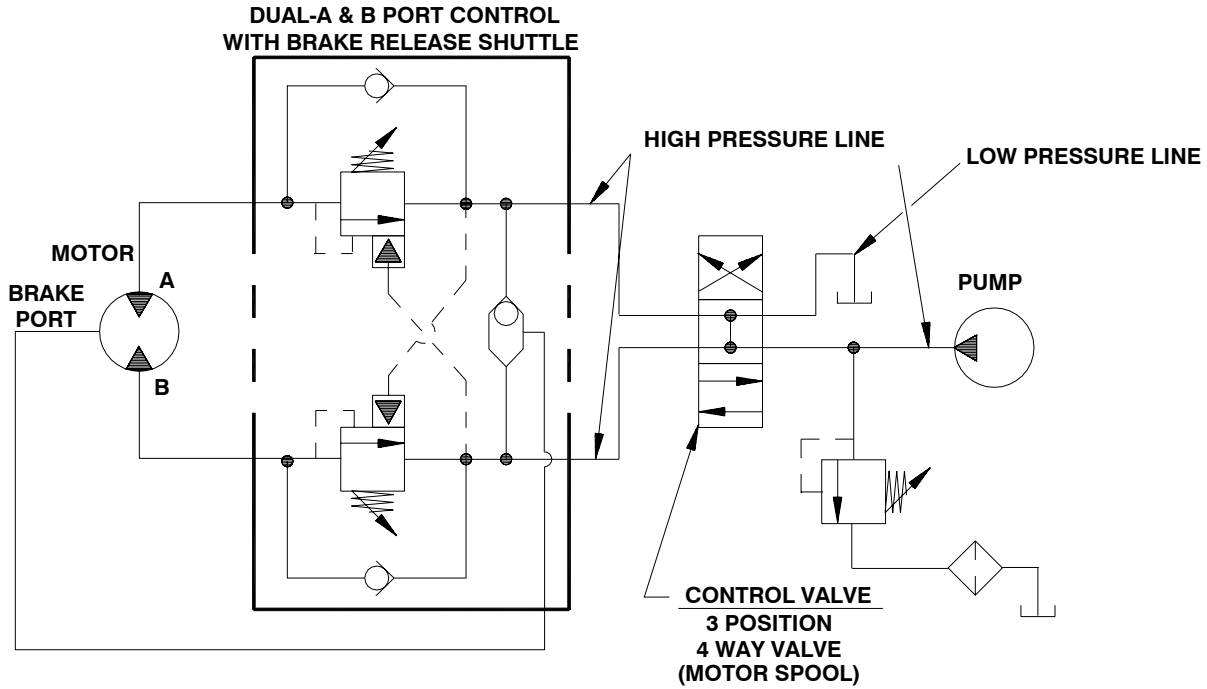 DUAL-A & B PORT CONTROL
WITH BRAKE RELEASE SHUTTLE
HIGH PRESSURE LINE
LOW PRESSURE LINE
MOTOR
A
BRAKE
PORT
B
PUMP
CONTROL VALVE
3 POSITION
4 WAY VALVE
(MOTOR SPOOL)